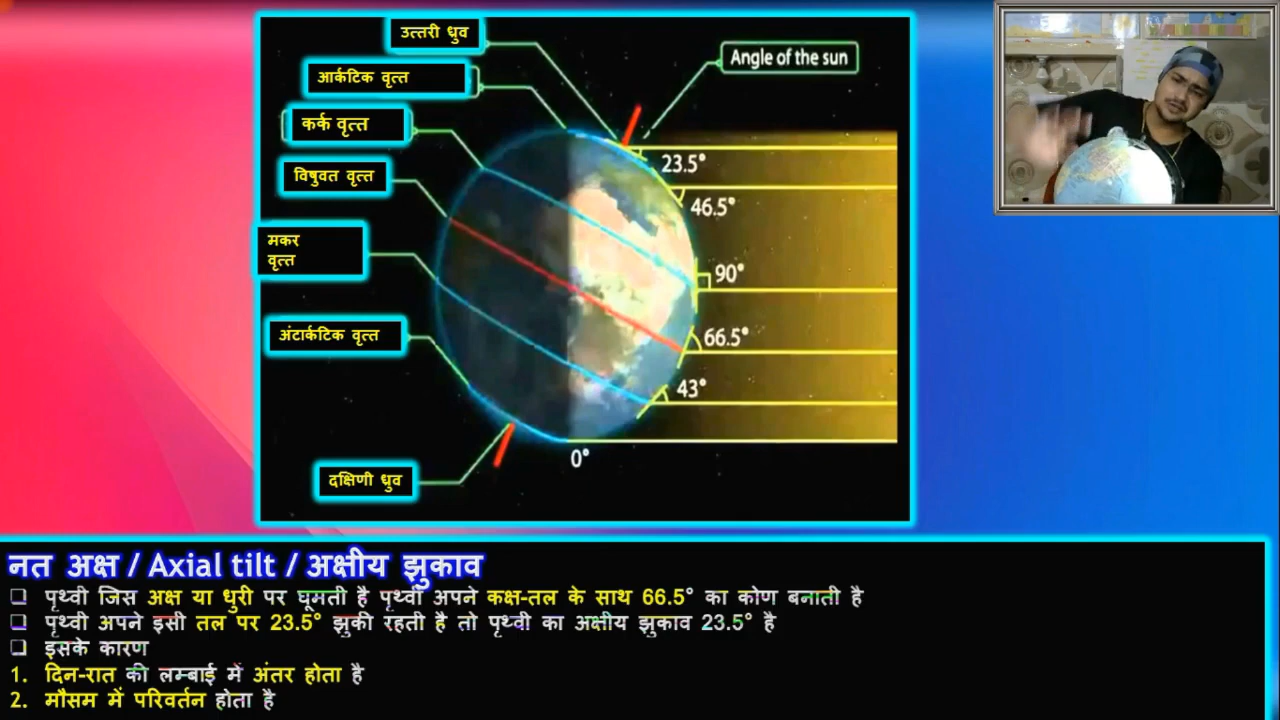 उत्तरी ध्रुव
Angle of the sun
आर्कटिक वृत्त
कर्क वृत्त
23.5°
विषुवत वृत्त
46.5°
मकर
वृत्त
90°
अंटार्कटिक वृत्त
66.5°
43°
0°
दक्षिणी ध्रुव
नत अक्ष / Axial tilt / अक्षीय झुकाव
❑ पृथ्वी जिस अक्ष या धुरी पर घूमती है पृथ्वी अपने कक्ष-तल के साथ 66.5° का कोण बनाती है
❑ पृथ्वी अपने इसी तल पर 23.5° झुकी रहती है तो पृथ्वी का अक्षीय झुकाव 23.5° है
❑ इसके कारण
1. दिन-रात की लम्बाई में अंतर होता है
2. मौसम में परिवर्तन होता है